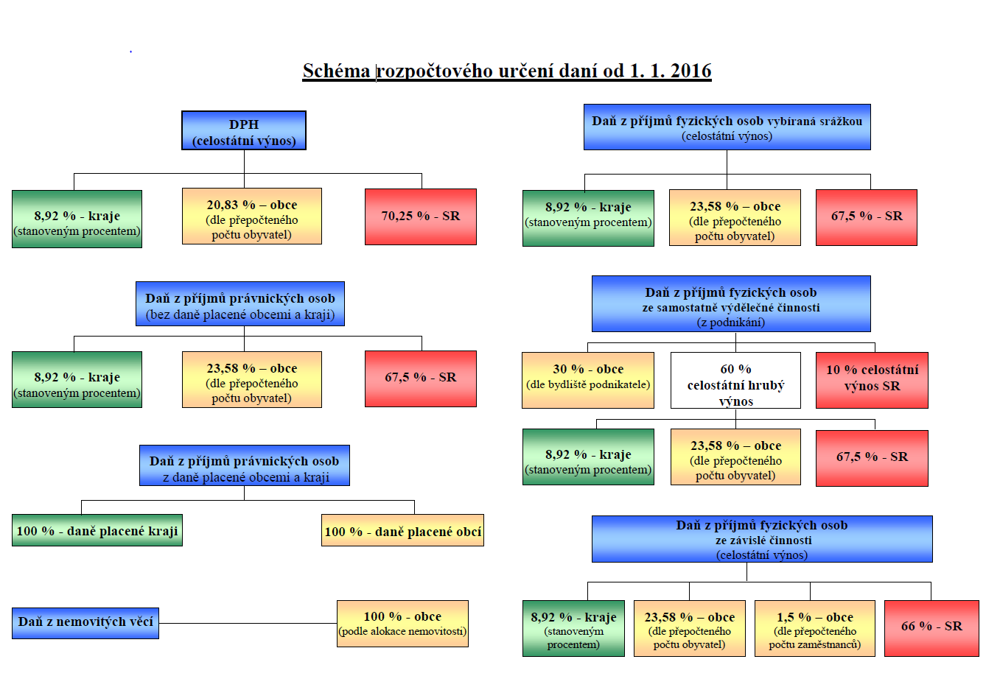 Schéma rozpočtového určení daní od 1. 1. 2016
DPH
(celostátní výnos)
8,92 % - kraje
(stanoveným procentem)
20,83 % – obce
(dle přepočteného
počtu obyvatel)
70,25 % - SR
Daň z příjmů právnických osob
(bez daně placené obcemi a kraji)
8,92 % - kraje
(stanoveným procentem)
23,58 % – obce
(dle přepočteného
počtu obyvatel)
67,5 % - SR
Daň z příjmů právnických osob
z daně placené obcemi a kraji
100 % - daně placené kraji
100 % - daně placené obcí
Daň z nemovitých věcí
100 % - obce
(podle alokace nemovitosti)
Daň z příjmů fyzických osob vybíraná srážkou
(celostátní výnos)
8,92 % - kraje
(stanoveným procentem)
23,58 % – obce
(dle přepočteného
počtu obyvatel)
67,5 % - SR
Daň z příjmů fyzických osob
ze samostatně výdělečné činnosti
(z podnikání)
30 % - obce
(dle bydliště podnikatele)
60 %
celostátní hrubý
výnos
10 % celostátní
výnos SR
8,92 % - kraje
(stanoveným procentem)
23,58 % – obce
(dle přepočteného
počtu obyvatel)
67,5 % - SR
Daň z příjmů fyzických osob
ze závislé činnosti
(celostátní výnos)
8,92 % - kraje
(stanoveným
procentem)
23,58 % – obce
(dle přepočteného
počtu obyvatel)
1,5 % – obce
(dle přepočteného
počtu zaměstnanců)
66 % - SR